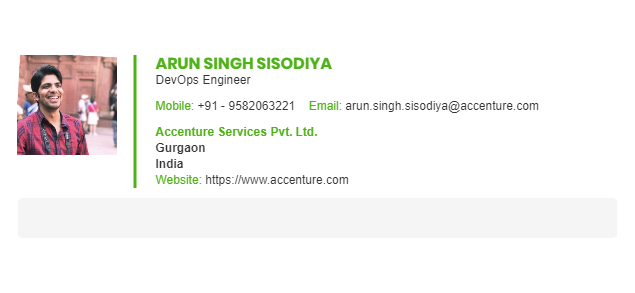 ARUN SINGH SISODIYA
DevOps Engineer
Mobile: +91 - 9582063221 Email: arun.singh.sisodiya@accenture.com
Accenture Services Pvt. Ltd.
Gurgaon
India
Website: https://www.accenture.com